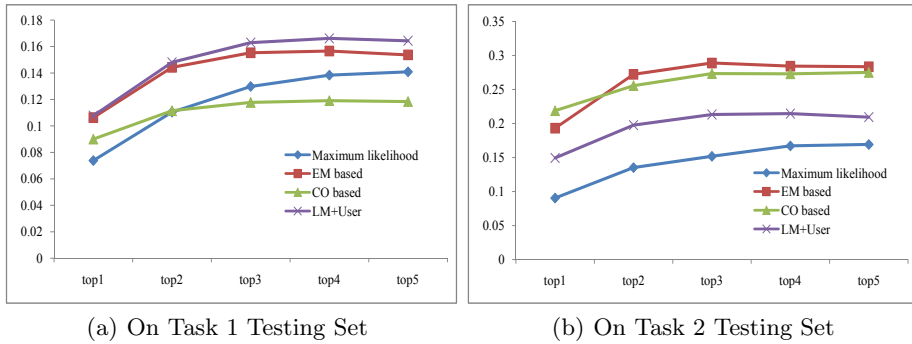 0.18
0.16
0.14
0.12
0.1
0.08
0.06
0.04
0.02
0
Maximum likelihood
EM based
CO based
LM+User
top1 top2 top3 top4 top5
(a) On Task 1 Testing Set
0.35
0.3
0.25
0.2
0.15
0.1
0.05
0
Maximum likelihood
EM based
CO based
LM+User
top1 top2 top3 top4 top5
(b) On Task 2 Testing Set